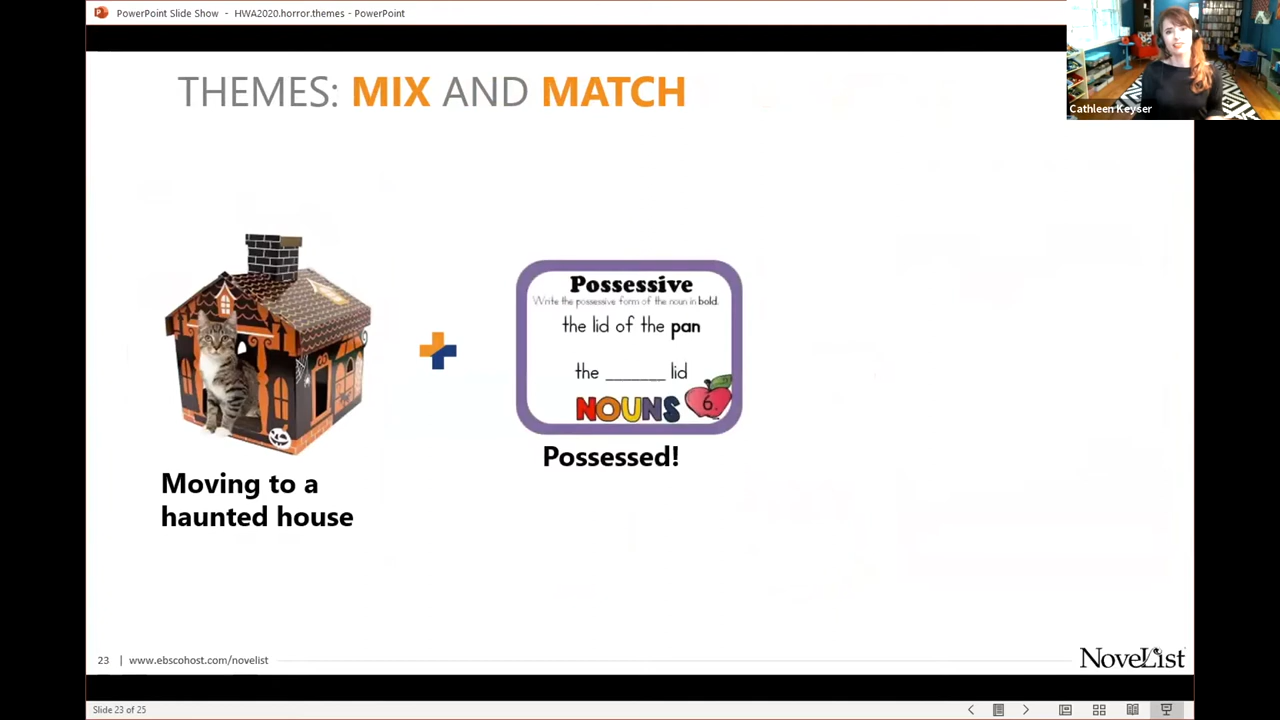 PowerPoint Slide Show - HWA2020.horror.themes - PowerPoint
Cathleen Keyser
THEMES: MIX AND MATCH
Possessive
Write the possessive form of the noun in bold.
the lid of the pan
the _______ lid
NOUNS
6.
Possessed!
Moving to a
haunted house
23 | www.ebscohost.com/novelist
NoveList
Slide 23 of 25